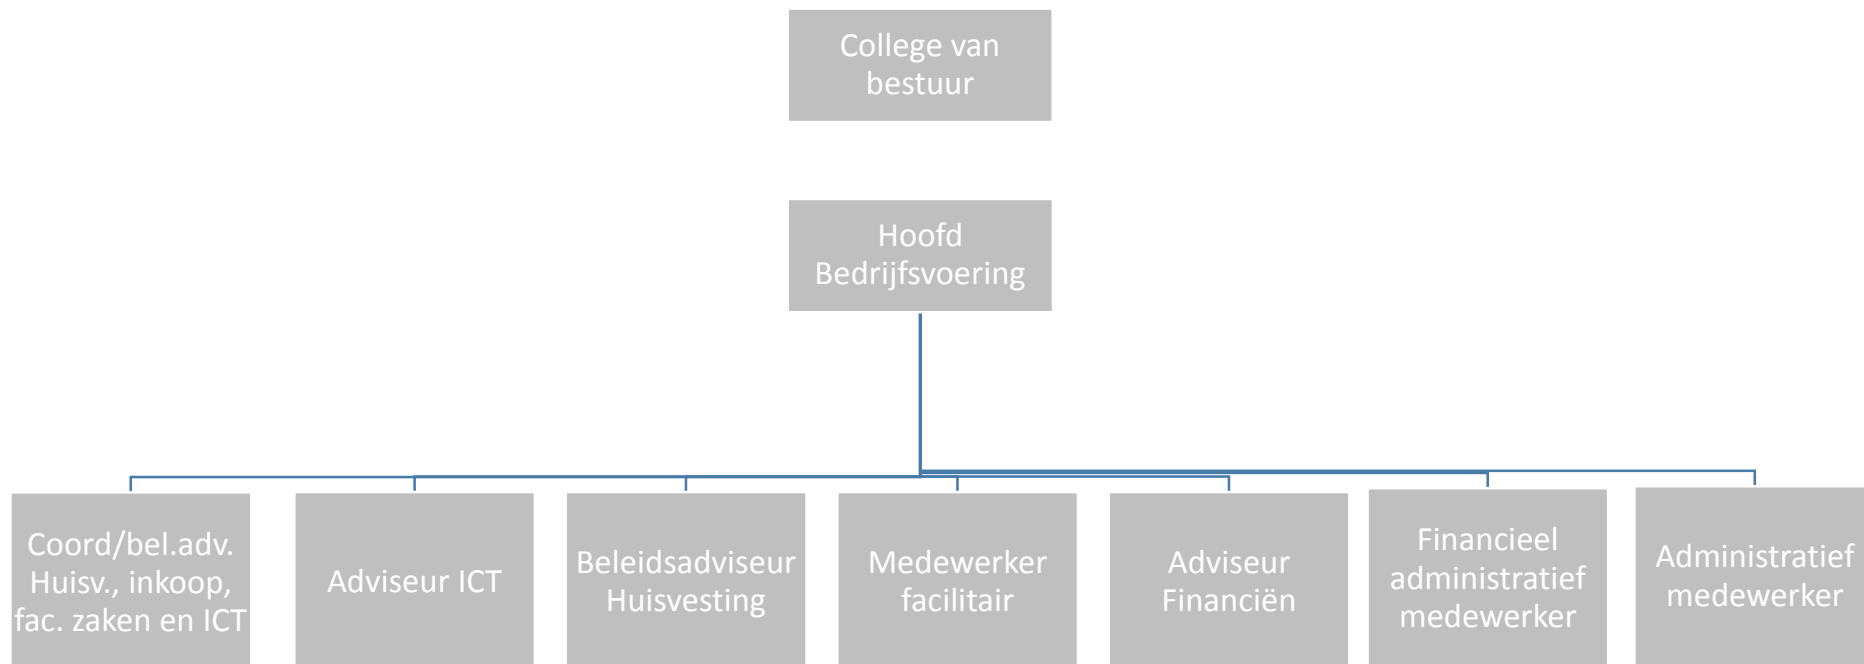 College van
bestuur
Hoofd
Bedrijfsvoering
Coord/bel.adv.
Huisv., inkoop,
fac. zaken en ICT
Adviseur ICT
Beleidsadviseur
Huisvesting
Medewerker
facilitair
Adviseur
Financiën
Financieel
administratief
medewerker
Administratief
medewerker